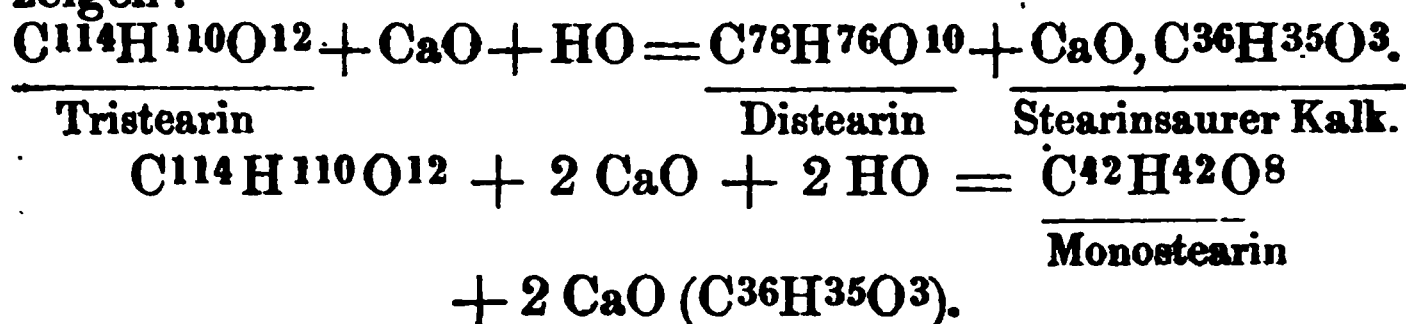 C¹¹⁴H¹¹⁰O¹²+CaO+HO=C⁷⁸H⁷⁶O¹⁰+CaO,C³⁶H³⁵O³.
Tristearin Distearin Stearinsaurer Kalk.
C¹¹⁴H¹¹⁰O¹² + 2 CaO + 2 HO = C⁴²H⁴²O⁸
Monostearin
+ 2 CaO (C³⁶H³⁵O³).